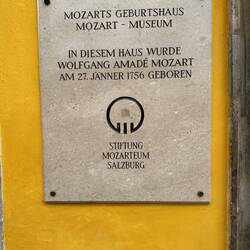 MOZARTS GEBURTSHAUS
MOZART - MUSEUM
IN DIESEM HAUS WURDE
WOLFGANG AMADÉ MOZART
AM 27. JÄNNER 1756 GEBOREN
STIFTUNG
MOZARTEUM
SALZBURG